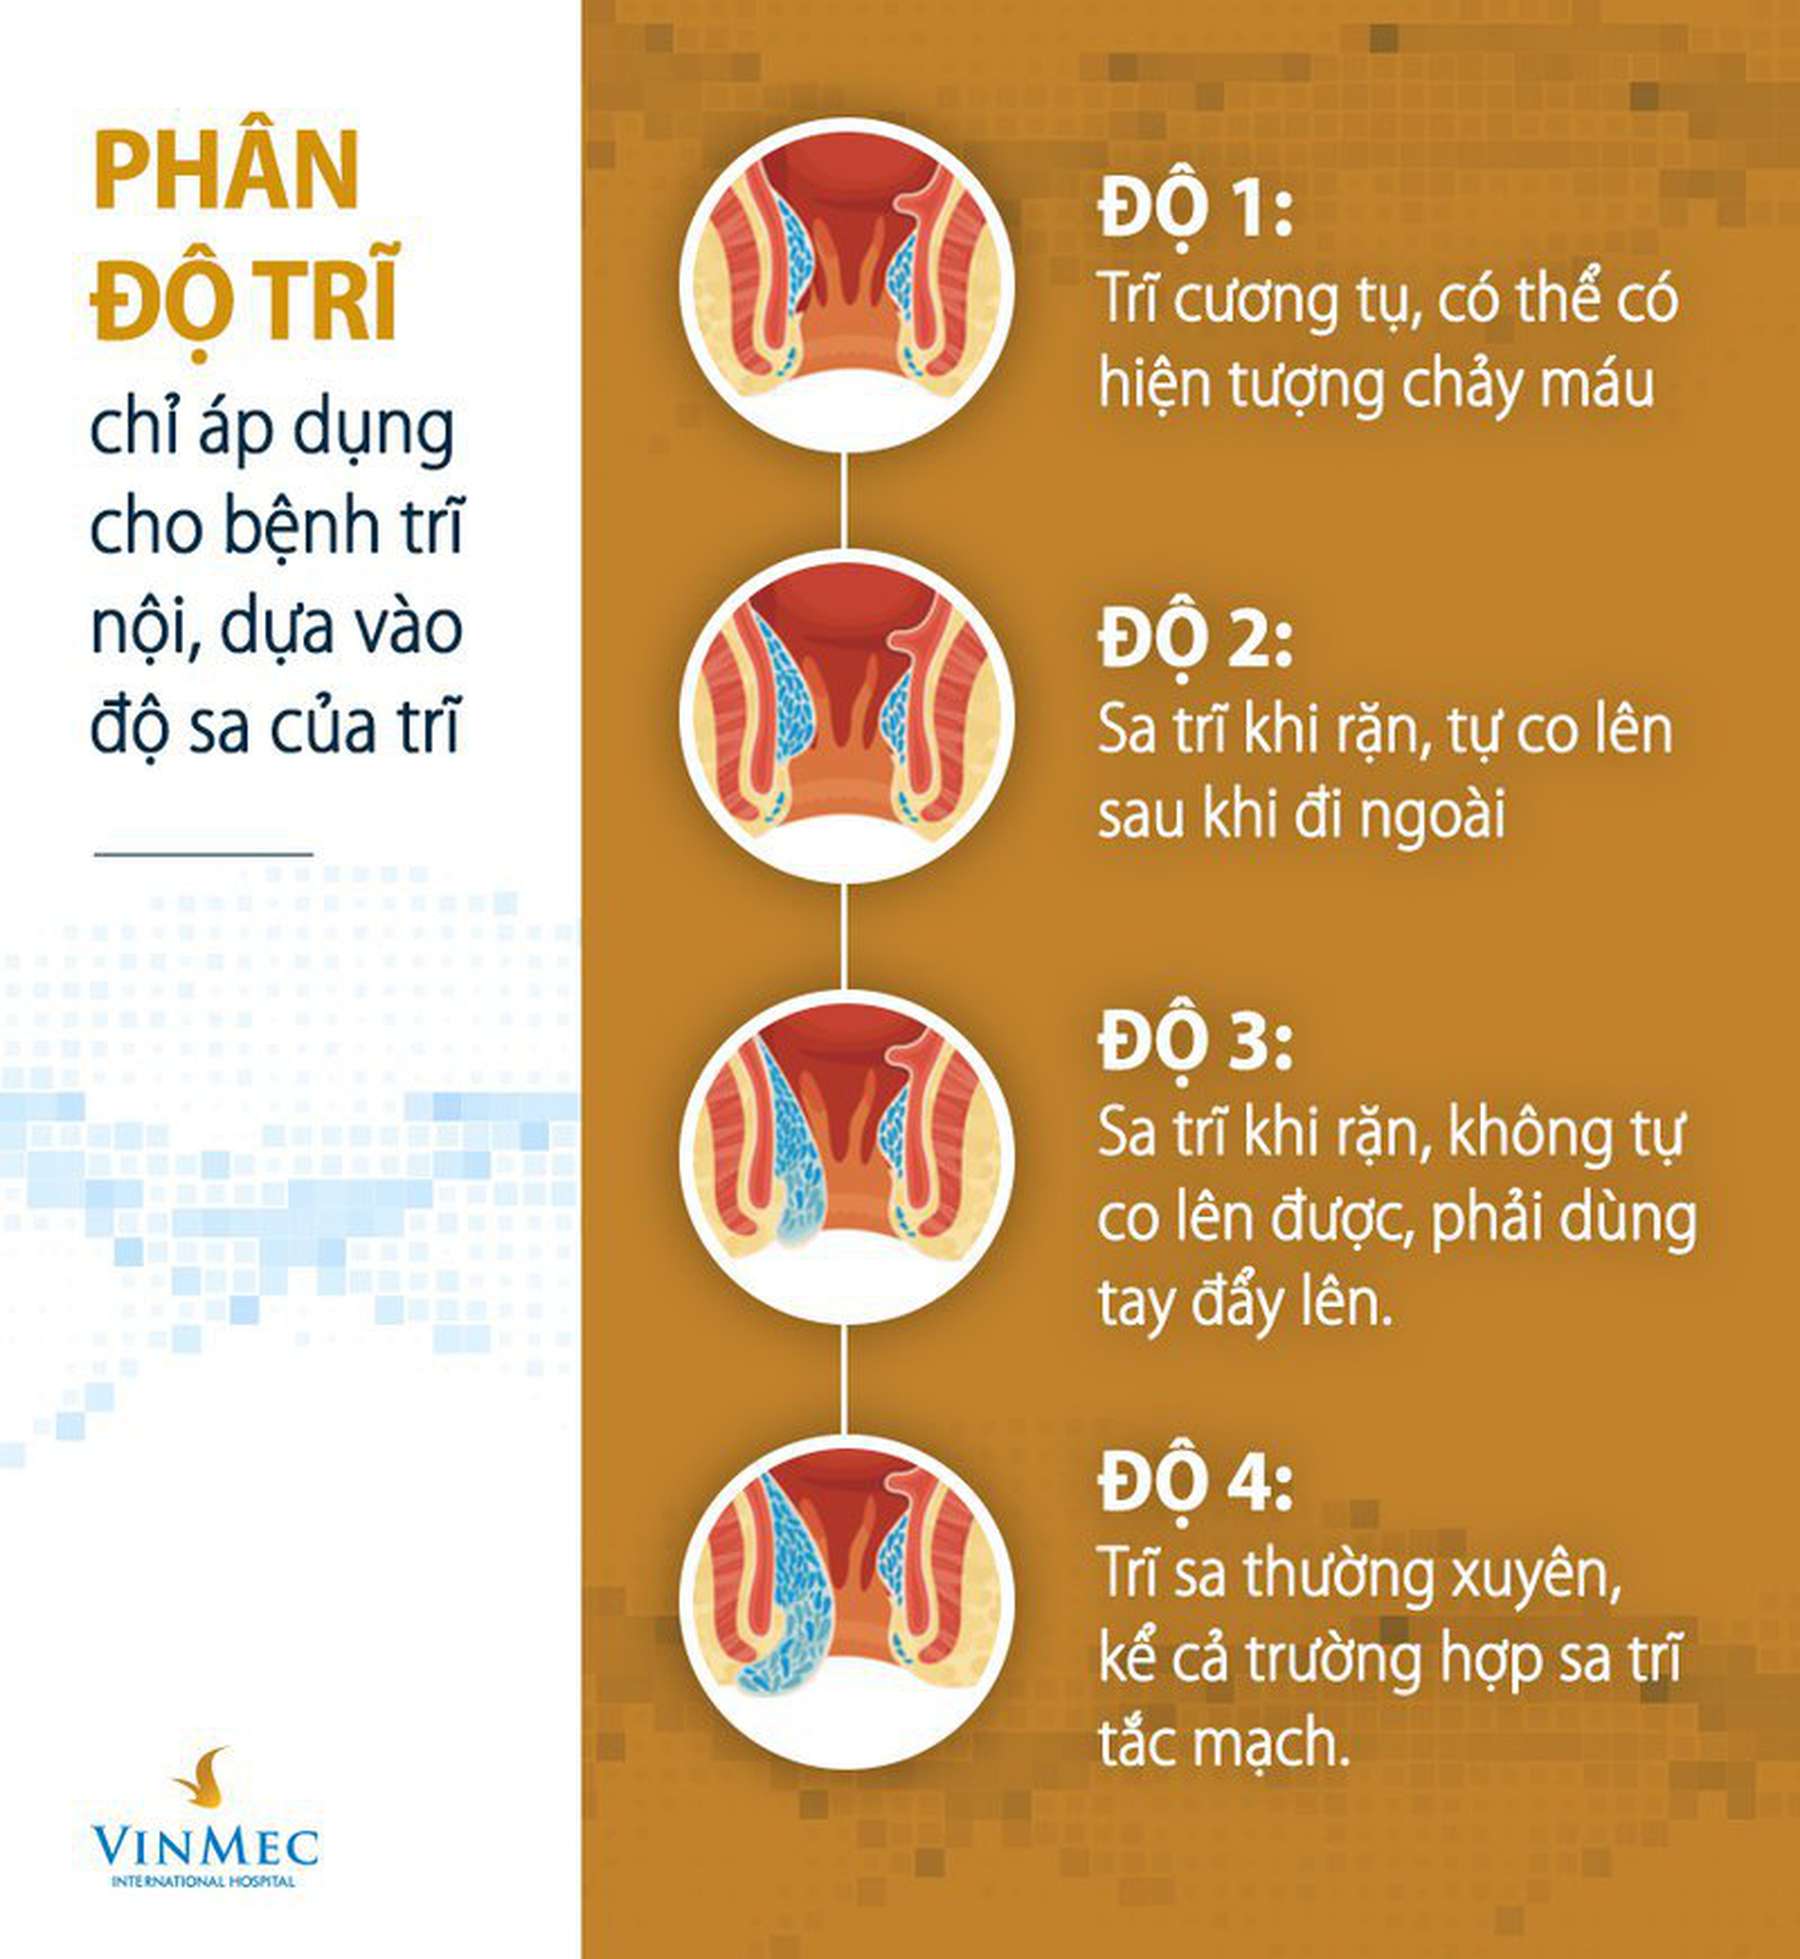 PHÂN
ĐỘ TRĨ
chỉ áp dụng
cho bệnh trĩ
nội, dựa vào
độ sa của trĩ
VINMEC
INTERNATIONAL HOSPITAL
ĐỘ 1:
Trĩ cương tụ, có thể có
hiện tượng chảy máu
ĐỘ 2:
Sa trĩ khi rặn, tự co lên
sau khi đi ngoài
ĐỘ 3:
Sa trĩ khi rặn, không tự
co lên được, phải dùng
tay đẩy lên.
ĐỘ 4:
Trĩ sa thường xuyên,
kể cả trường hợp sa trĩ
tắc mạch.